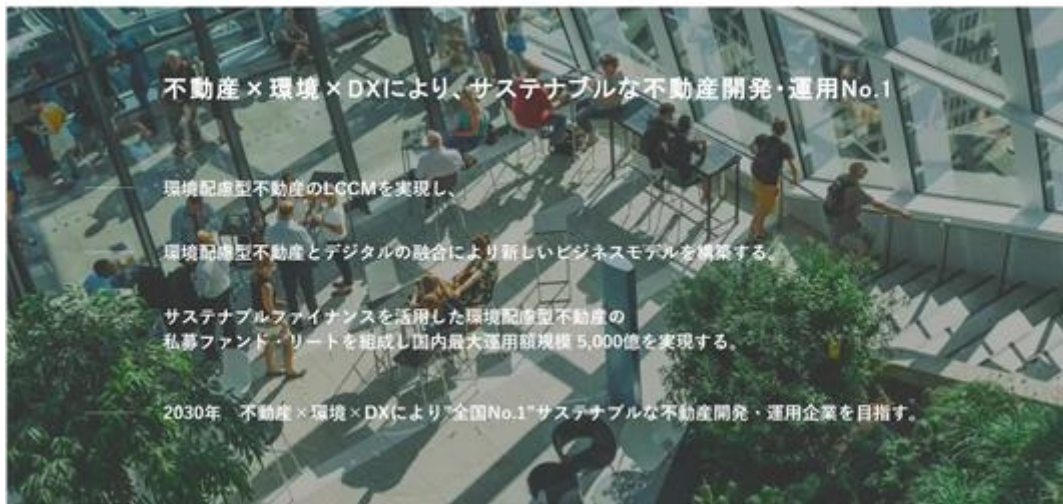 不動産×環境×DXにより、サステナブルな不動産開発・運用No.1
環境配慮型不動産のLCCMを実現し、
環境配慮型不動産とデジタルの融合により新しいビジネスモデルを構築する。
サステナブルファイナンスを活用した環境配慮型不動産の
私募ファンド・リートを組成し国内最大運用額規模 5,000億を実現する。
2030年　不動産×環境×DXにより”全国No.1”サステナブルな不動産開発・運用企業を目指す。